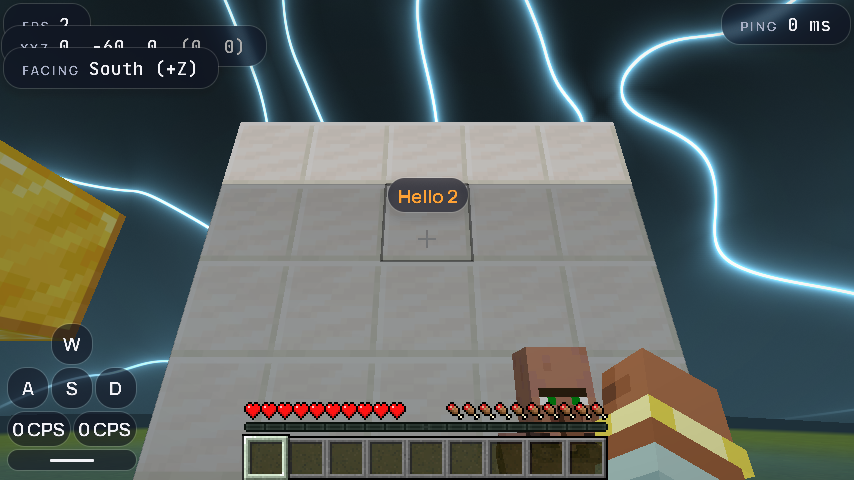 FPS 2
XYZ 0 -60 0 (0 0)
FACING South (+Z)
PING 0 ms
Hello 2
W
A S D
0 CPS 0 CPS